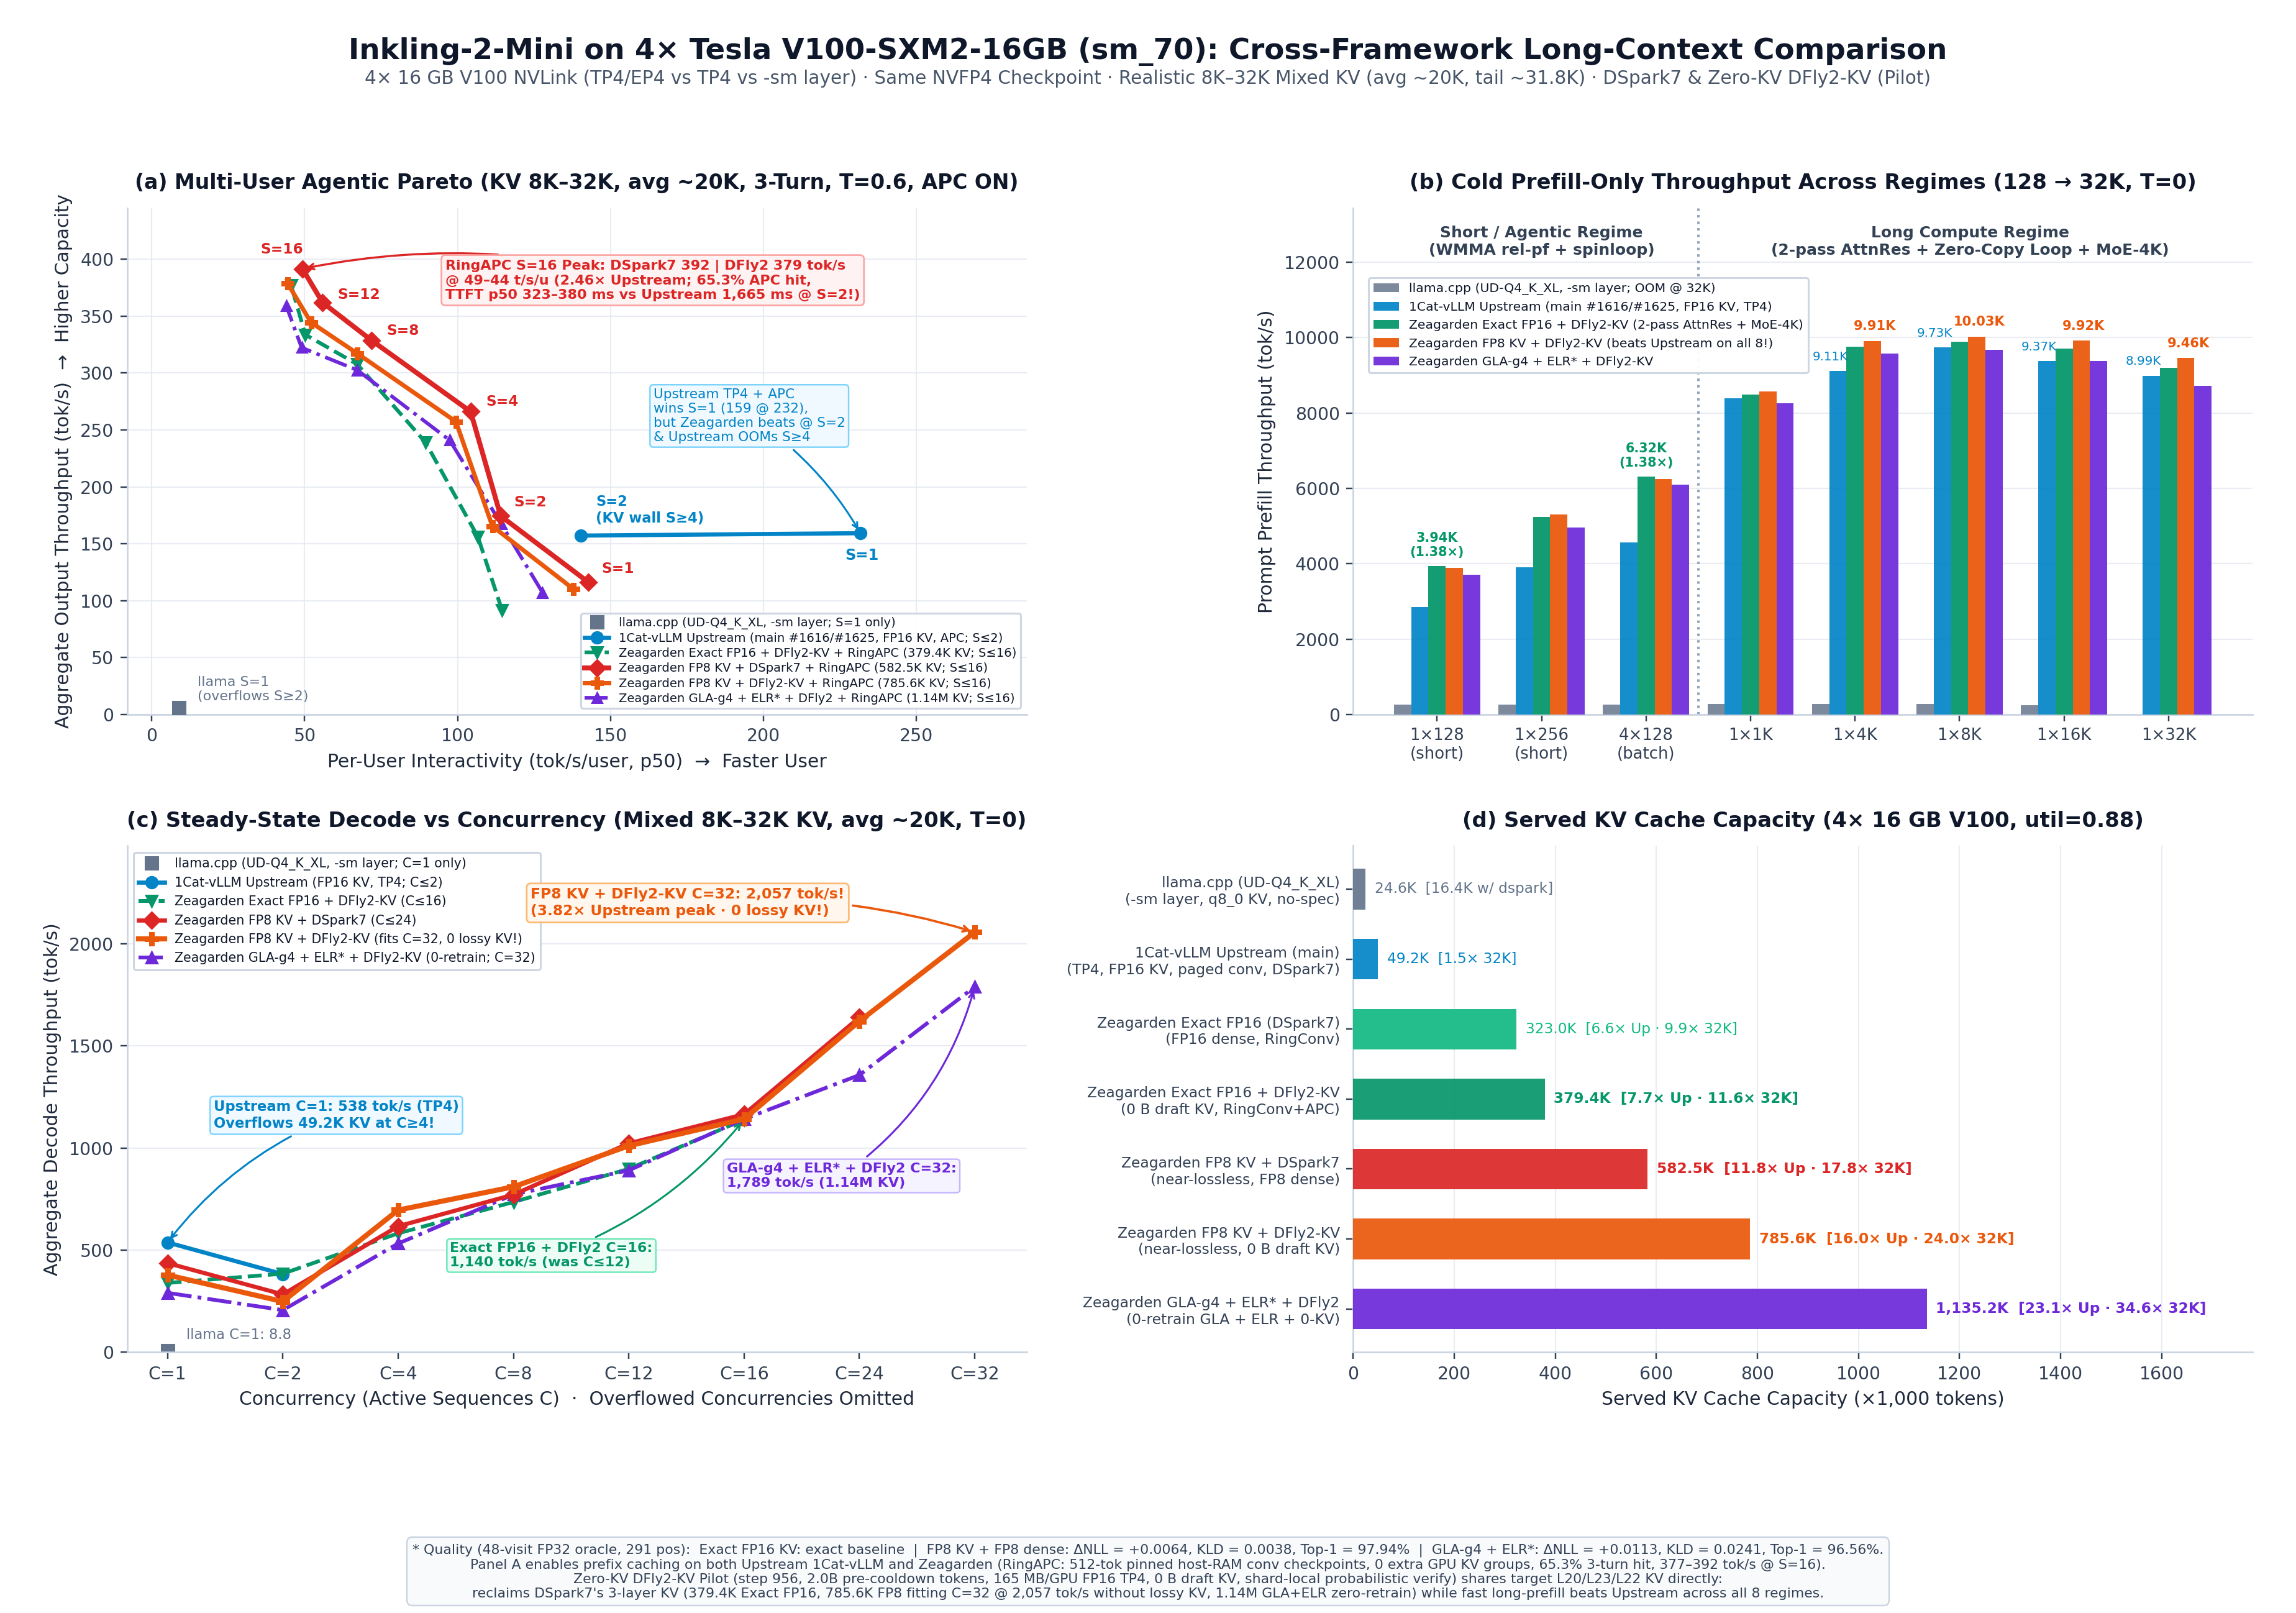 Inkling-2-Mini on 4× Tesla V100-SXM2-16GB (sm_70): Cross-Framework Long-Context Comparison
4× 16 GB V100 NVLink (TP4/EP4 vs TP4 vs -sm layer) · Same NVFP4 Checkpoint · Realistic 8K–32K Mixed KV (avg ~20K, tail ~31.8K) · DSpark7 & Zero-KV DFly2-KV (Pilot)
(a) Multi-User Agentic Pareto (KV 8K–32K, avg ~20K, 3-Turn, T=0.6, APC ON)
Aggregate Output Throughput (tok/s) → Higher Capacity
400
350
300
250
200
150
100
50
0
S=16
S=12
S=8
S=4
S=2
S=1
RingAPC S=16 Peak: DSpark7 392 | DFly2 379 tok/s
@ 49–44 t/s/u (2.46× Upstream; 65.3% APC hit,
TTFT p50 323–380 ms vs Upstream 1,665 ms @ S=2!)
Upstream TP4 + APC
wins S=1 (159 @ 232),
but Zeagarden beats @ S=2
& Upstream OOMs S≥4
S=2
(KV wall S≥4)
S=1
llama S=1
(overflows S≥2)
llama.cpp (UD-Q4_K_XL, -sm layer; S=1 only)
1Cat-vLLM Upstream (main #1616/#1625, FP16 KV, APC; S≤2)
Zeagarden Exact FP16 + DFly2-KV + RingAPC (379.4K KV; S≤16)
Zeagarden FP8 KV + DSpark7 + RingAPC (582.5K KV; S≤16)
Zeagarden FP8 KV + DFly2-KV + RingAPC (785.6K KV; S≤16)
Zeagarden GLA-g4 + ELR* + DFly2 + RingAPC (1.14M KV; S≤16)
0 50 100 150 200 250
Per-User Interactivity (tok/s/user, p50) → Faster User
(b) Cold Prefill-Only Throughput Across Regimes (128 → 32K, T=0)
Prompt Prefill Throughput (tok/s)
12000
10000
8000
6000
4000
2000
0
Short / Agentic Regime
(WMMA rel-pf + spinloop)
Long Compute Regime
(2-pass AttnRes + Zero-Copy Loop + MoE-4K)
llama.cpp (UD-Q4_K_XL, -sm layer; OOM @ 32K)
1Cat-vLLM Upstream (main #1616/#1625, FP16 KV, TP4)
Zeagarden Exact FP16 + DFly2-KV (2-pass AttnRes + MoE-4K)
Zeagarden FP8 KV + DFly2-KV (beats Upstream on all 8!)
Zeagarden GLA-g4 + ELR* + DFly2-KV
3.94K
(1.38×)
6.32K
(1.38×)
9.11K
9.91K
9.73K
10.03K
9.37K
9.92K
8.99K
9.46K
1×128
(short)
1×256
(short)
4×128
(batch)
1×1K
1×4K
1×8K
1×16K
1×32K
(c) Steady-State Decode vs Concurrency (Mixed 8K–32K KV, avg ~20K, T=0)
Aggregate Decode Throughput (tok/s)
2000
1500
1000
500
0
llama.cpp (UD-Q4_K_XL, -sm layer; C=1 only)
1Cat-vLLM Upstream (FP16 KV, TP4; C≤2)
Zeagarden Exact FP16 + DFly2-KV (C≤16)
Zeagarden FP8 KV + DSpark7 (C≤24)
Zeagarden FP8 KV + DFly2-KV (fits C=32, 0 lossy KV!)
Zeagarden GLA-g4 + ELR* + DFly2-KV (0-retrain; C=32)
FP8 KV + DFly2-KV C=32: 2,057 tok/s!
(3.82× Upstream peak · 0 lossy KV!)
Upstream C=1: 538 tok/s (TP4)
Overflows 49.2K KV at C≥4!
GLA-g4 + ELR* + DFly2 C=32:
1,789 tok/s (1.14M KV)
Exact FP16 + DFly2 C=16:
1,140 tok/s (was C≤12)
llama C=1: 8.8
C=1 C=2 C=4 C=8 C=12 C=16 C=24 C=32
Concurrency (Active Sequences C) · Overflowed Concurrencies Omitted
(d) Served KV Cache Capacity (4× 16 GB V100, util=0.88)
llama.cpp (UD-Q4_K_XL)
(-sm layer, q8_0 KV, no-spec)
24.6K [16.4K w/ dspark]
1Cat-vLLM Upstream (main)
(TP4, FP16 KV, paged conv, DSpark7)
49.2K [1.5× 32K]
Zeagarden Exact FP16 (DSpark7)
(FP16 dense, RingConv)
323.0K [6.6× Up · 9.9× 32K]
Zeagarden Exact FP16 + DFly2-KV
(0 B draft KV, RingConv+APC)
379.4K [7.7× Up · 11.6× 32K]
Zeagarden FP8 KV + DSpark7
(near-lossless, FP8 dense)
582.5K [11.8× Up · 17.8× 32K]
Zeagarden FP8 KV + DFly2-KV
(near-lossless, 0 B draft KV)
785.6K [16.0× Up · 24.0× 32K]
Zeagarden GLA-g4 + ELR* + DFly2
(0-retrain GLA + ELR + 0-KV)
1,135.2K [23.1× Up · 34.6× 32K]
0 200 400 600 800 1000 1200 1400 1600
Served KV Cache Capacity (×1,000 tokens)
* Quality (48-visit FP32 oracle, 291 pos): Exact FP16 KV: exact baseline | FP8 KV + FP8 dense: ΔNLL = +0.0064, KLD = 0.0038, Top-1 = 97.94% | GLA-g4 + ELR*: ΔNLL = +0.0113, KLD = 0.0241, Top-1 = 96.56%.
Panel A enables prefix caching on both Upstream 1Cat-vLLM and Zeagarden (RingAPC: 512-tok pinned host-RAM conv checkpoints, 0 extra GPU KV groups, 65.3% 3-turn hit, 377–392 tok/s @ S=16).
Zero-KV DFly2-KV Pilot (step 956, 2.0B pre-cooldown tokens, 165 MB/GPU FP16 TP4, 0 B draft KV, shard-local probabilistic verify) shares target L20/L23/L22 KV directly:
reclaims DSpark7's 3-layer KV (379.4K Exact FP16, 785.6K FP8 fitting C=32 @ 2,057 tok/s without lossy KV, 1.14M GLA+ELR zero-retrain) while fast long-prefill beats Upstream across all 8 regimes.